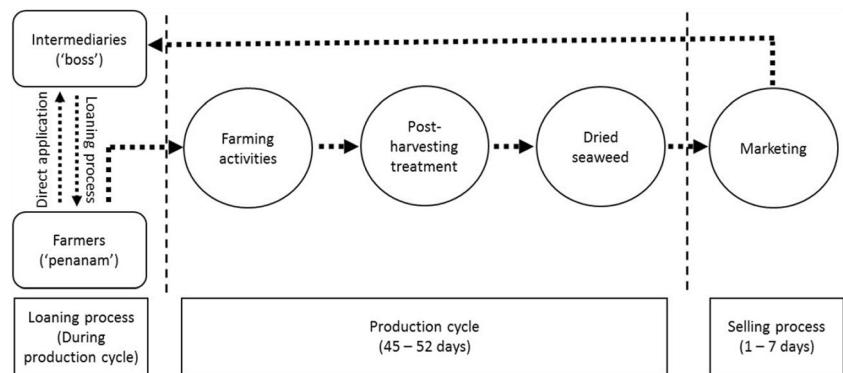 Intermediaries
('boss')
Direct application
Loaning process
Farmers
('penanam')
Farming
activities
Post-
harvesting
treatment
Dried
seaweed
Marketing
Loaning process
(During
production cycle)
Production cycle
(45 – 52 days)
Selling process
(1 – 7 days)